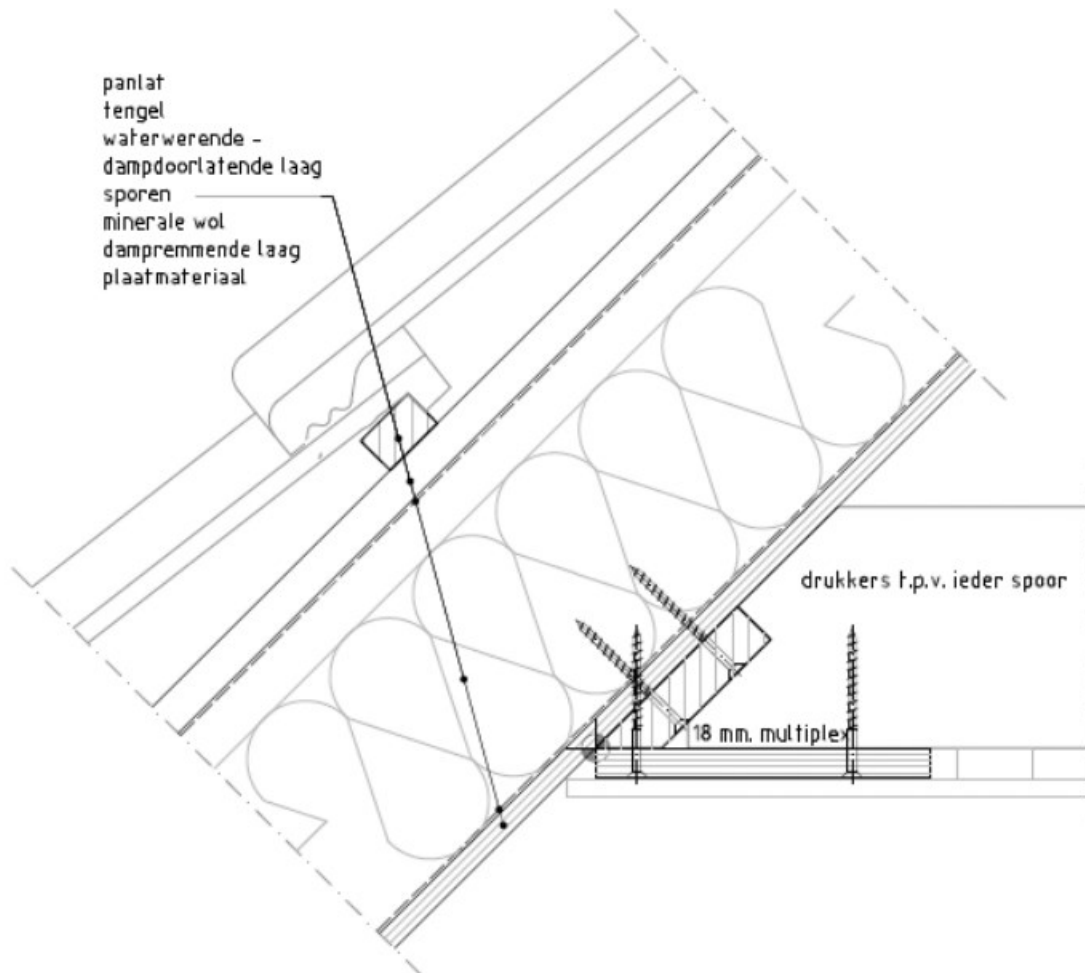 panlat
tengel
waterwerende -
dampdoorlatende laag
sporen
minerale wol
dampremmende laag
plaatmateriaal
drukkers t.p.v. ieder spoor
18 mm. multiplex